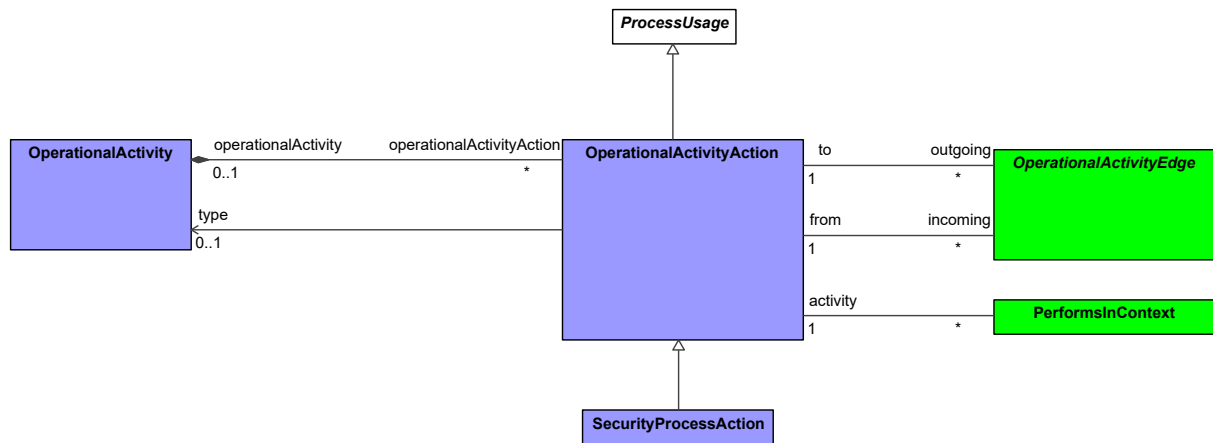 ProcessUsage
OperationalActivity
operationalActivity
operationalActivityAction
0..1
*
type
0..1
OperationalActivityAction
to
outgoing
1
*
from
incoming
1
*
activity
1
*
OperationalActivityEdge
PerformsInContext
SecurityProcessAction